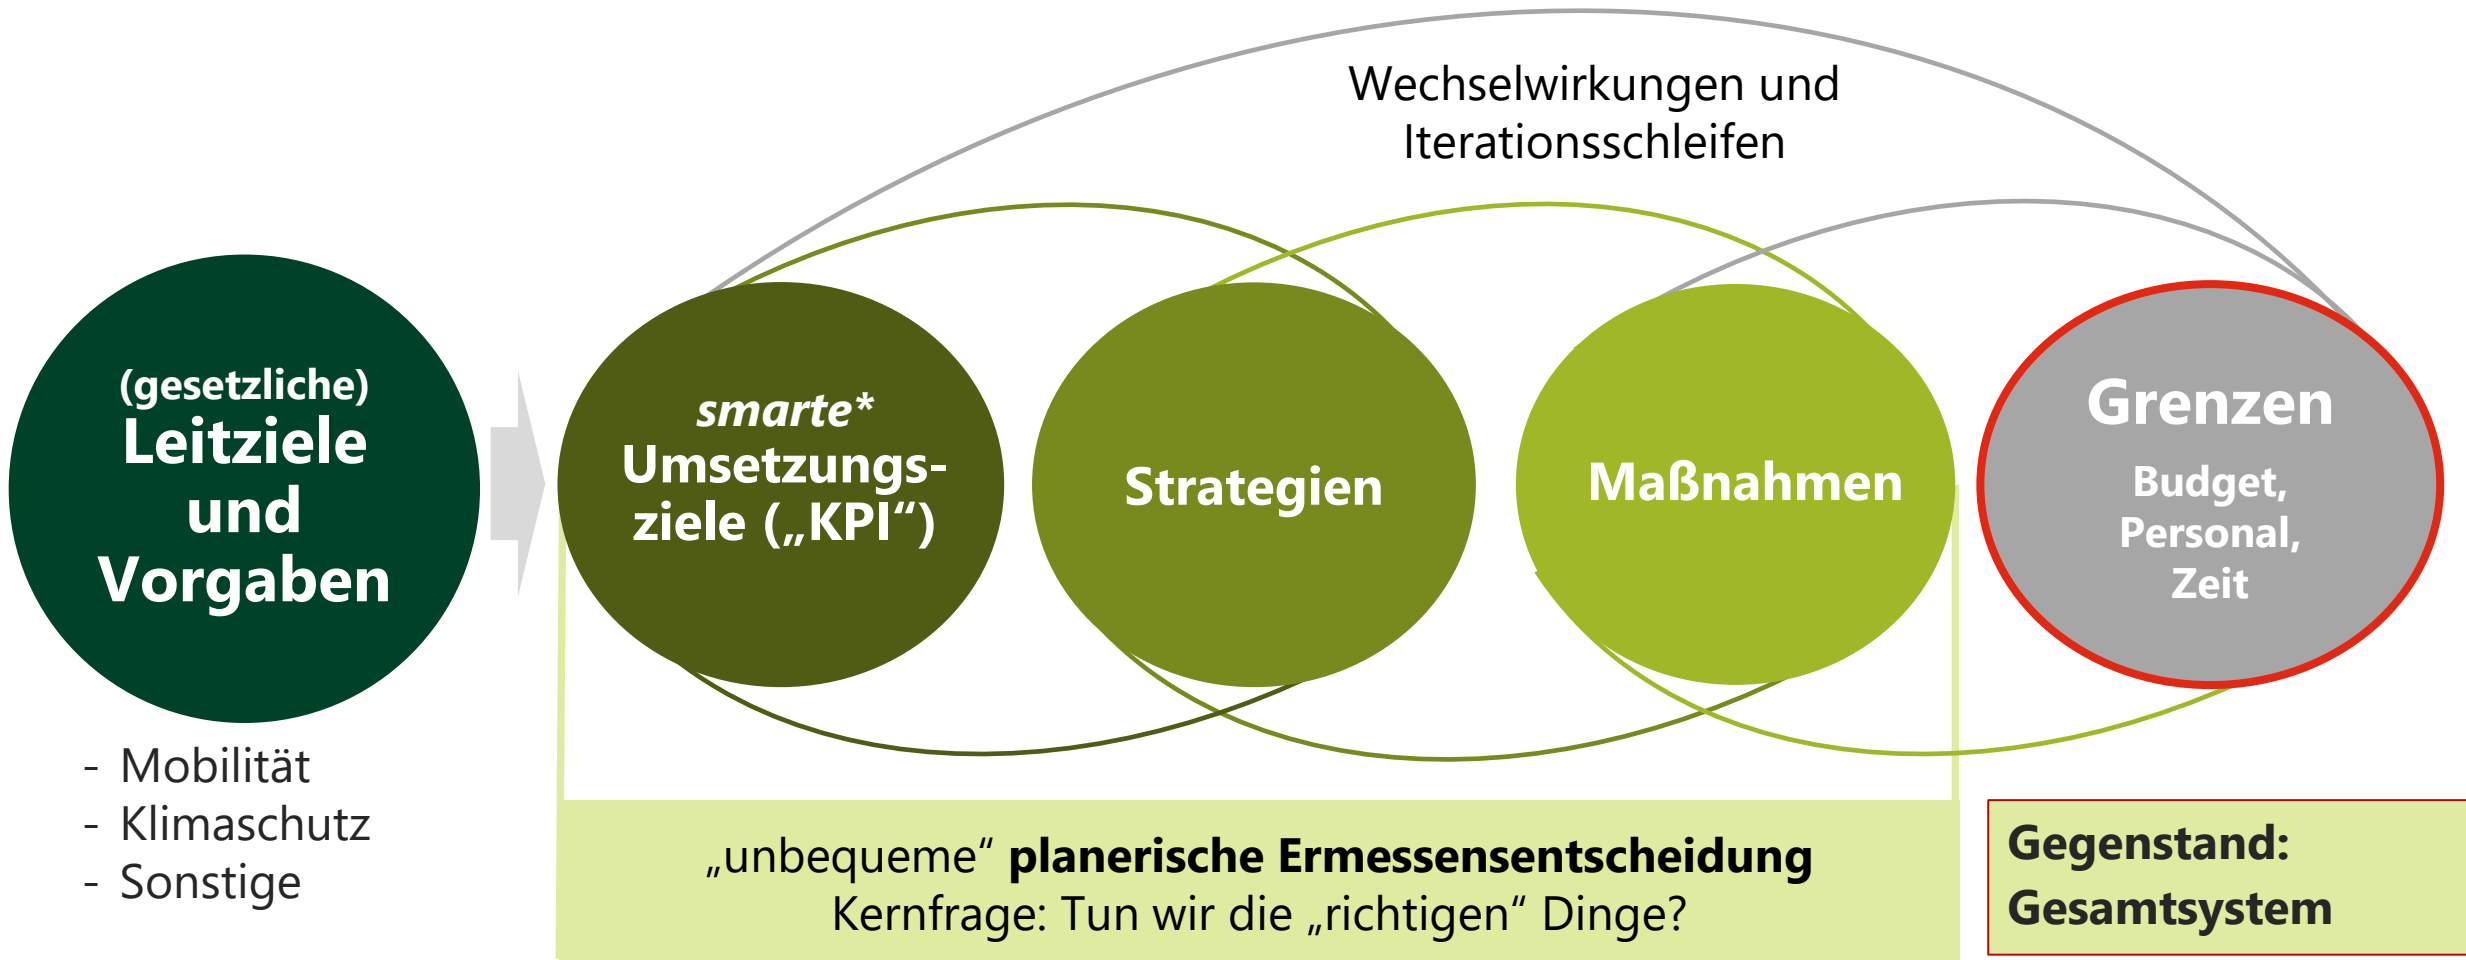 Wechselwirkungen und
Iterationsschleifen
(gesetzliche)
Leitziele
und
Vorgaben
- Mobilität
- Klimaschutz
- Sonstige
smarte*
Umsetzungs-
ziele („KPI“)
Strategien
Maßnahmen
Grenzen
Budget,
Personal,
Zeit
„unbequeme“ planerische Ermessensentscheidung
Kernfrage: Tun wir die „richtigen“ Dinge?
Gegenstand:
Gesamtsystem